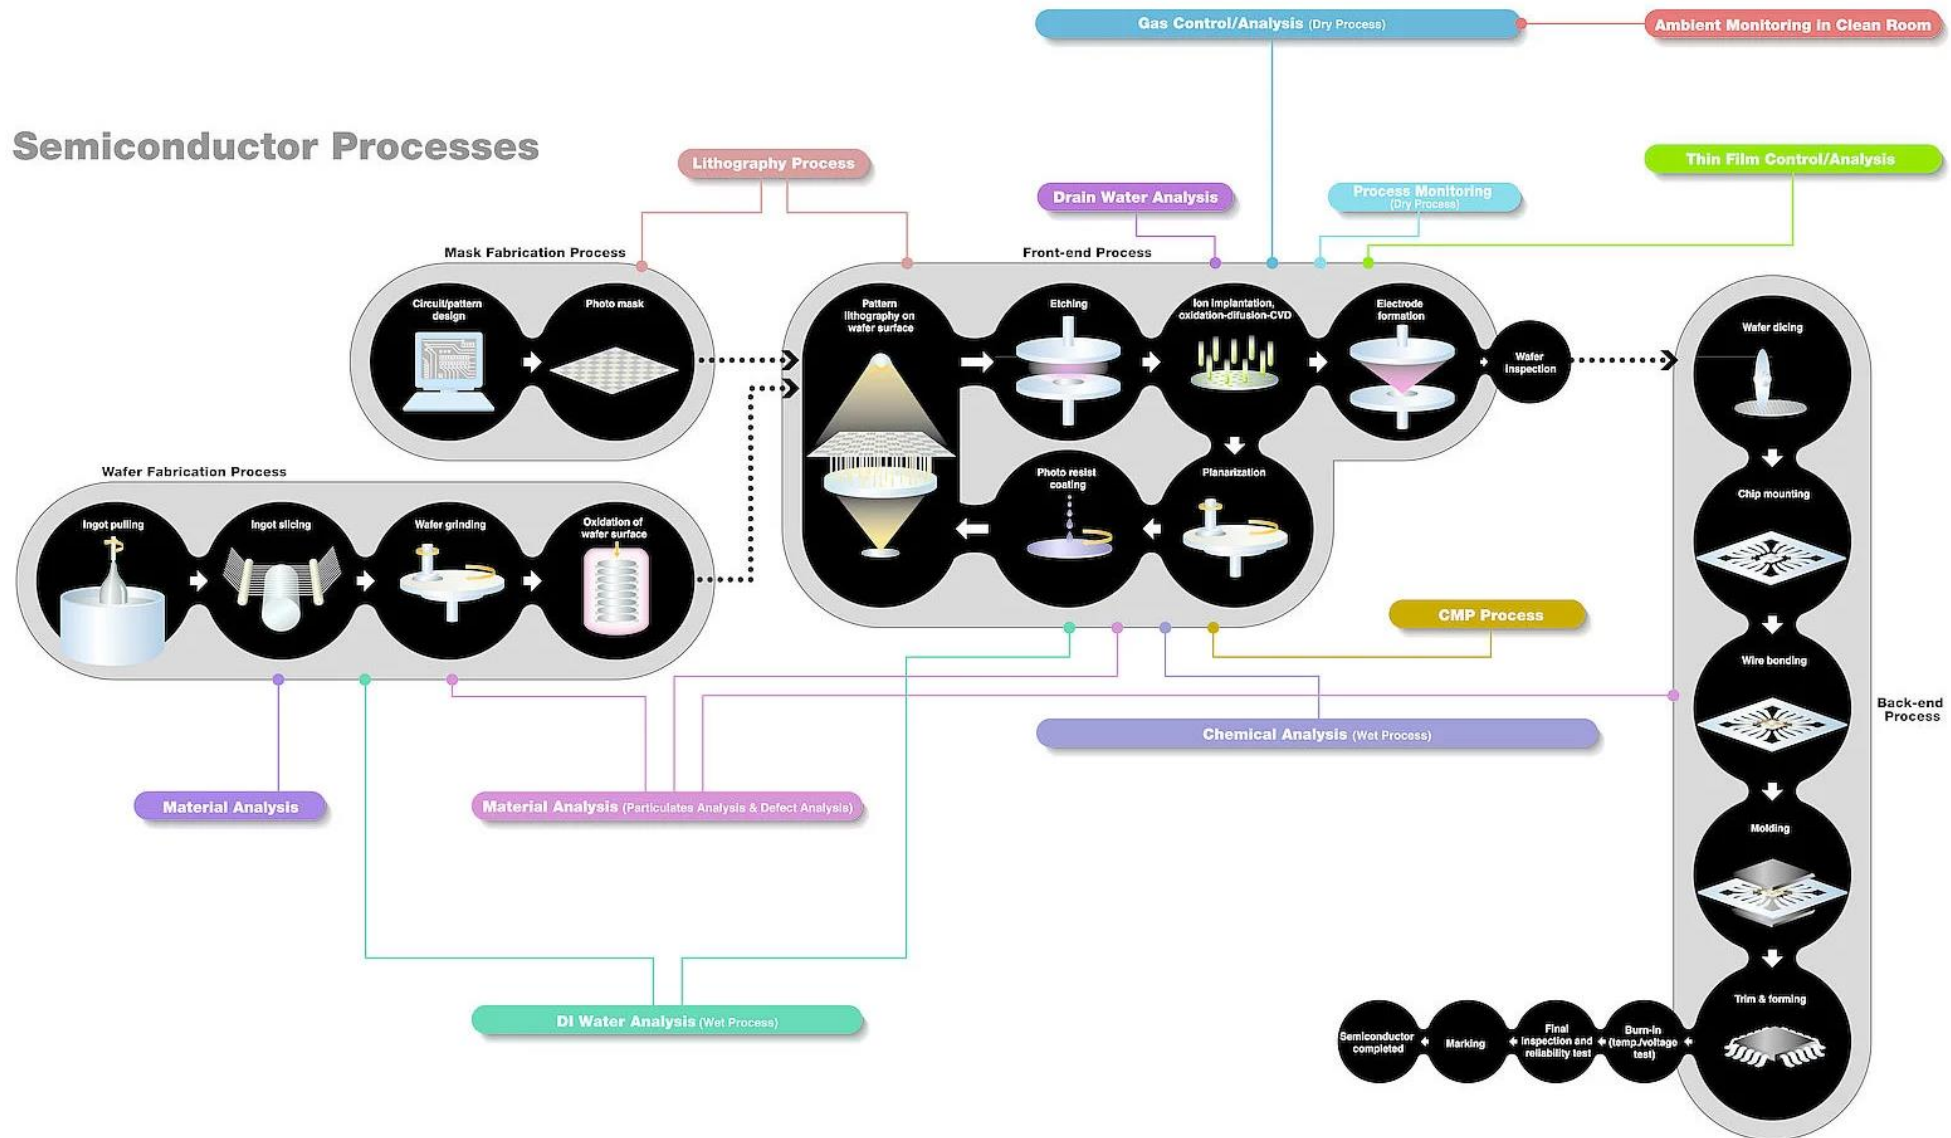 Gas Control/Analysis (Dry Process)
Ambient Monitoring in Clean Room
Semiconductor Processes
Lithography Process
Thin Film Control/Analysis
Drain Water Analysis
Process Monitoring
(Dry Process)
Mask Fabrication Process
Front-end Process
Circuit/pattern
design
Photo mask
Pattern
lithography on
wafer surface
Etching
Ion implantation,
oxidation-difusion-CVD
Electrode
formation
Wafer
inspection
Wafer dicing
Wafer Fabrication Process
Ingot pulling
Ingot slicing
Wafer grinding
Oxidation of
wafer surface
Photo resist
coating
Planarization
Chip mounting
CMP Process
Wire bonding
Back-end
Process
Chemical Analysis (Wet Process)
Material Analysis
Material Analysis (Particulates Analysis & Defect Analysis)
Molding
DI Water Analysis (Wet Process)
Trim & forming
Semiconductor
completed
Marking
Final
inspection and
reliability test
Burn-in
(temp./voltage
test)